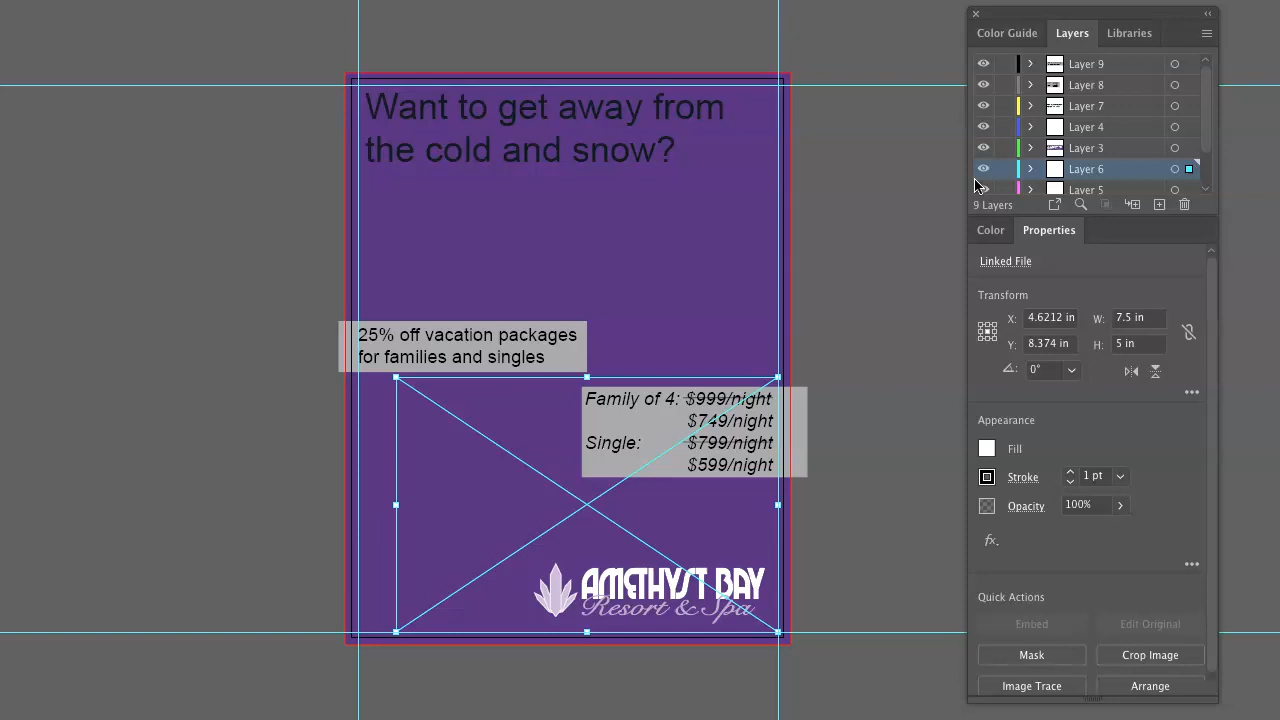 Color Guide
Layers
Libraries
Layer 9
Layer 8
Layer 7
Layer 4
Layer 3
Layer 6
Layer 5
9 Layers
Color
Properties
Linked File
Transform
X: 4.6212 in W: 7.5 in
Y: 8.374 in H: 5 in
0°
Appearance
Fill
Stroke 1 pt
Opacity 100%
fx.
Quick Actions
Embed Edit Original
Mask Crop Image
Image Trace Arrange
Want to get away from
the cold and snow?
25% off vacation packages
for families and singles
Family of 4: $999/night
$749/night
Single: $799/night
$599/night
AMETHYST BAY
Resort & Spa